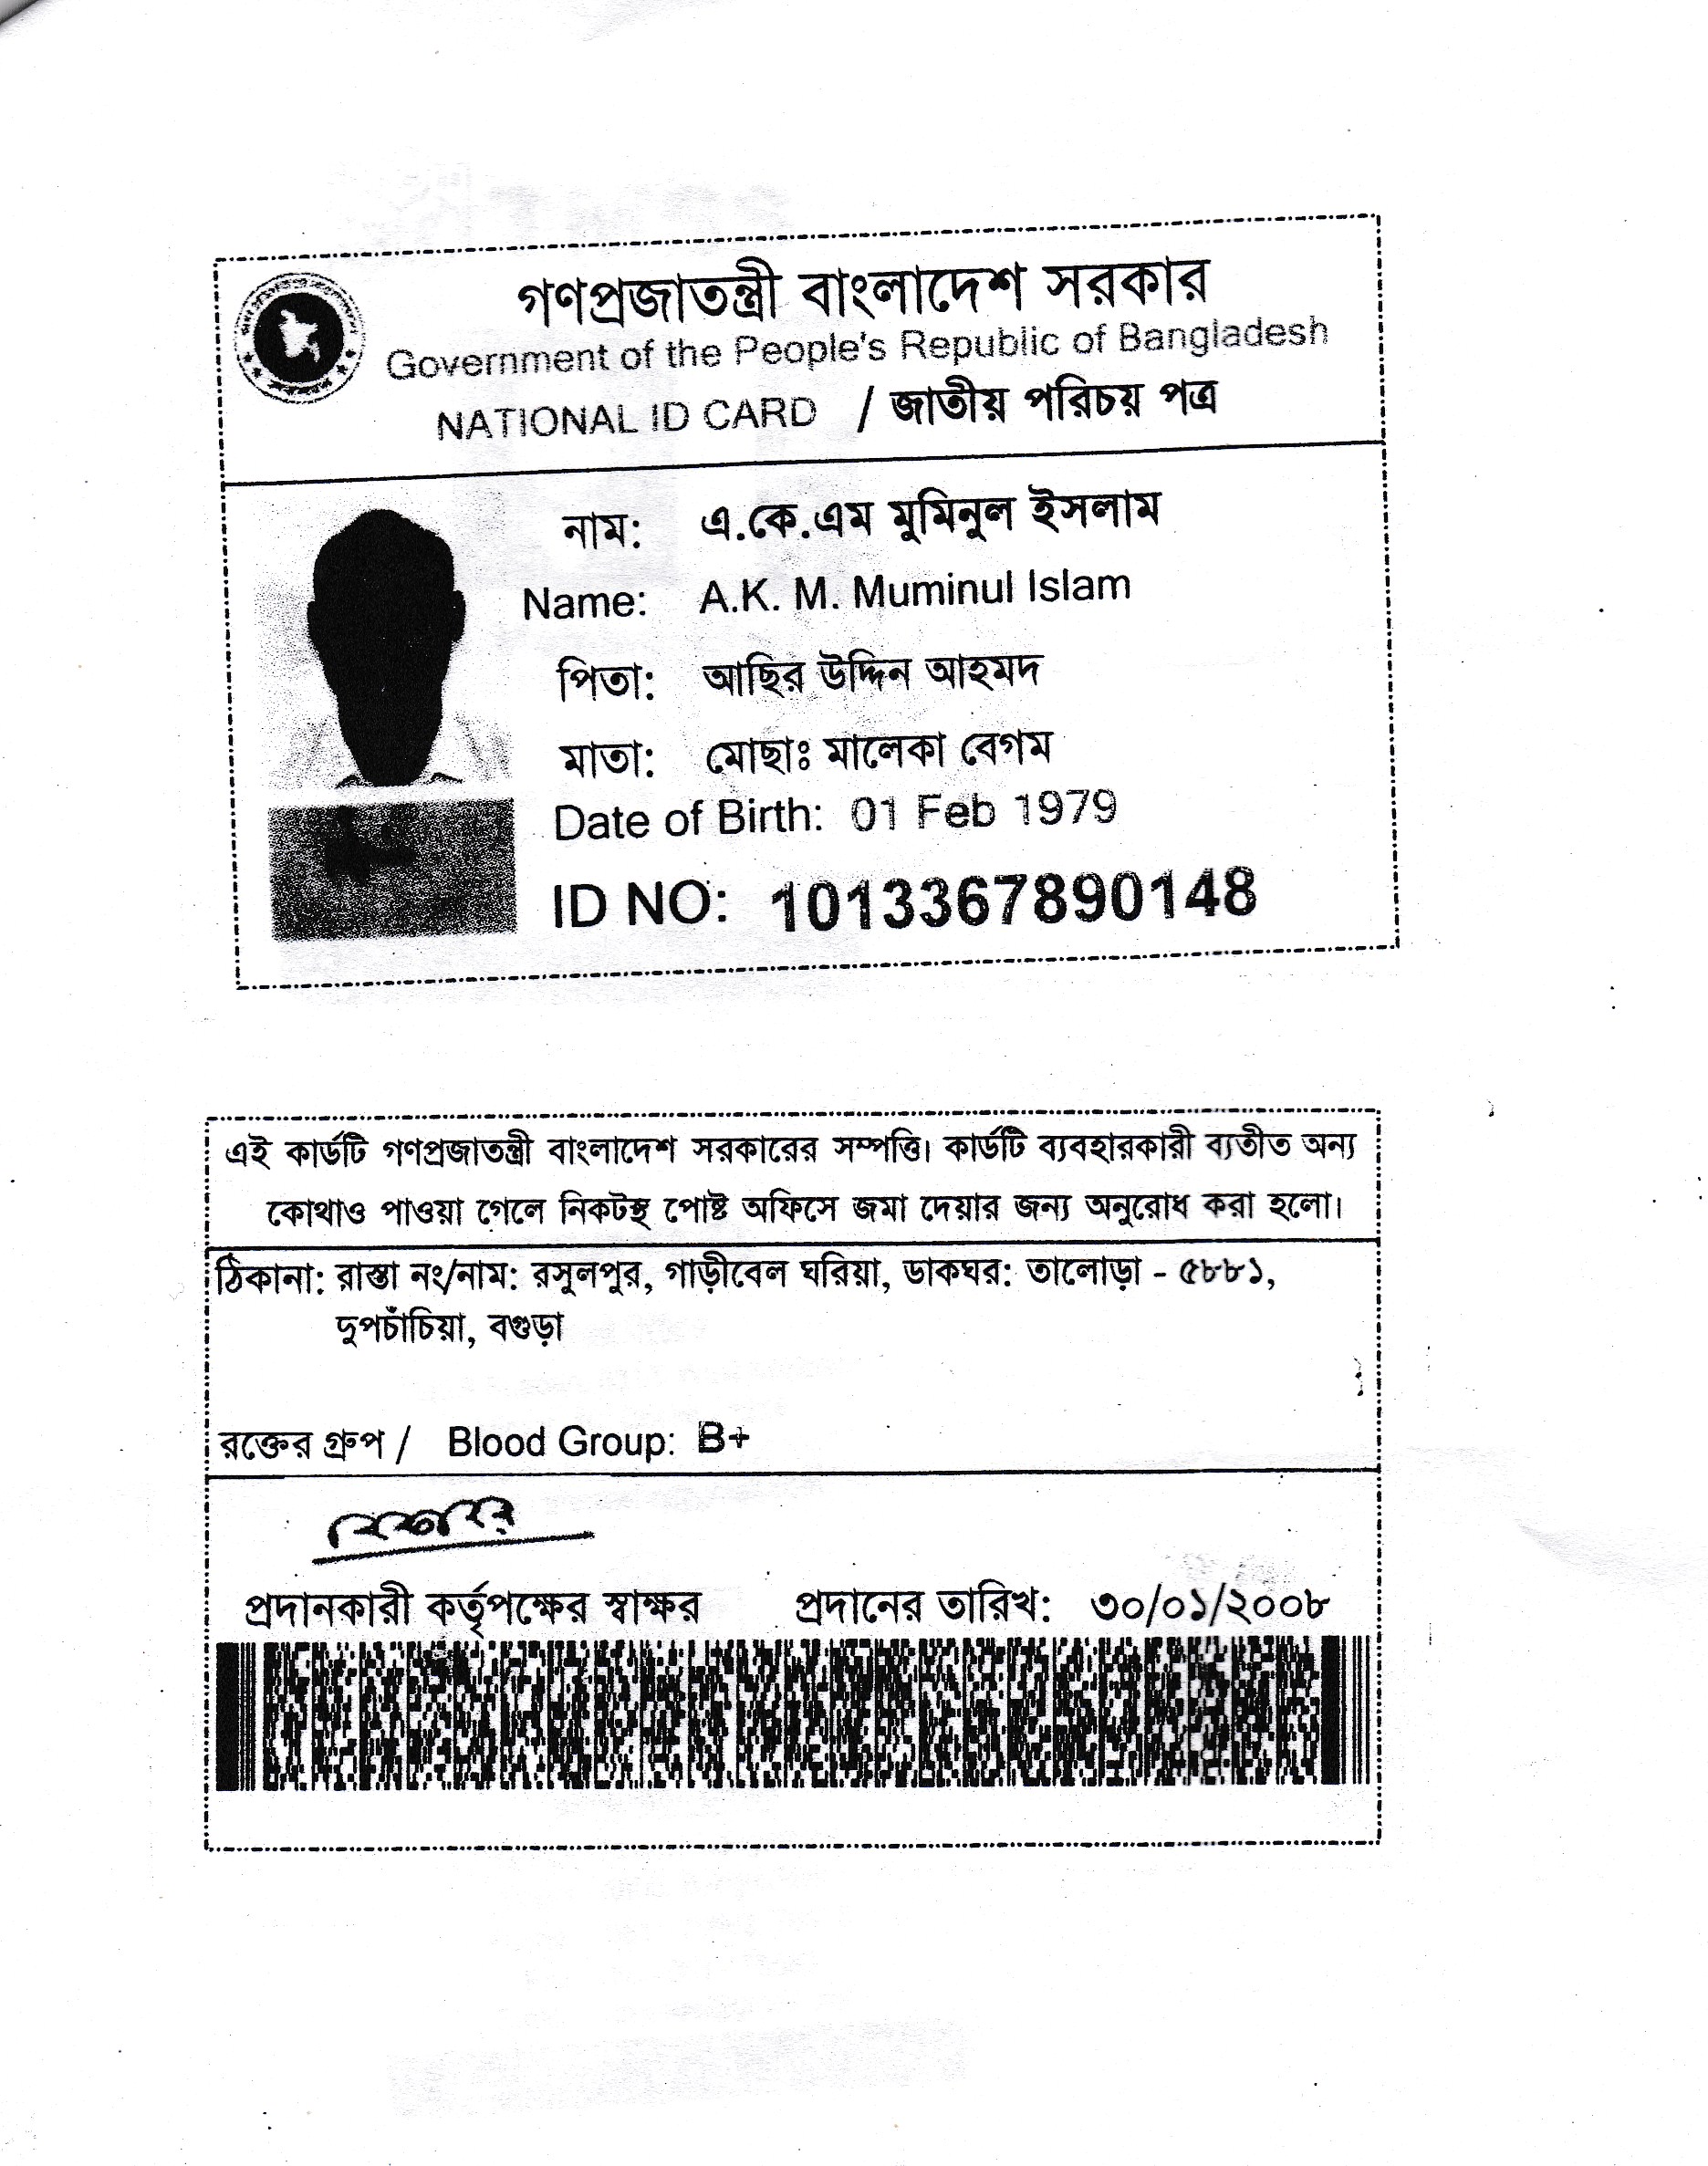 গণপ্রজাতন্ত্রী বাংলাদেশ সরকার
Government of the People's Republic of Bangladesh
NATIONAL ID CARD / জাতীয় পরিচয় পত্র
নাম: এ.কে.এম মুমিনুল ইসলাম
Name: A.K. M. Muminul Islam
পিতা: আছির উদ্দিন আহমদ
মাতা: মোছাঃ মালেকা বেগম
Date of Birth: 01 Feb 1979
ID NO: 1013367890148
এই কার্ডটি গণপ্রজাতন্ত্রী বাংলাদেশ সরকারের সম্পত্তি। কার্ডটি ব্যবহারকারী ব্যতীত অন্য
কোথাও পাওয়া গেলে নিকটস্থ পোষ্ট অফিসে জমা দেয়ার জন্য অনুরোধ করা হলো।
ঠিকানা: রাস্তা নং/নাম: রসুলপুর, গাড়ীবেল ঘরিয়া, ডাকঘর: তালোড়া - ৫৮৮১,
দুপচাঁচিয়া, বগুড়া
রক্তের গ্রুপ / Blood Group: B+
প্রদানকারী কর্তৃপক্ষের স্বাক্ষর প্রদানের তারিখ: ৩০/০১/২০০৮